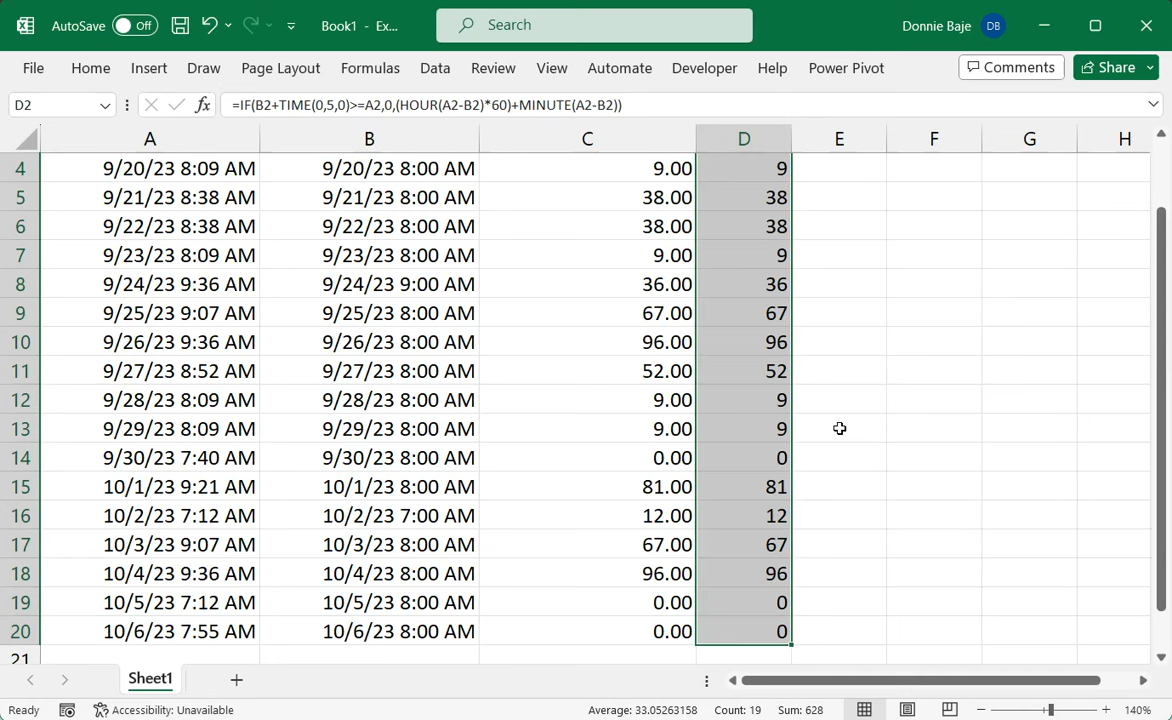 AutoSave Off Book1 - Ex... Search Donnie Baje DB
File Home Insert Draw Page Layout Formulas Data Review View Automate Developer Help Power Pivot Comments Share
D2 fx =IF(B2+TIME(0,5,0)>=A2,0,(HOUR(A2-B2)*60)+MINUTE(A2-B2))
A B C D E F G H
4 9/20/23 8:09 AM 9/20/23 8:00 AM 9.00 9
5 9/21/23 8:38 AM 9/21/23 8:00 AM 38.00 38
6 9/22/23 8:38 AM 9/22/23 8:00 AM 38.00 38
7 9/23/23 8:09 AM 9/23/23 8:00 AM 9.00 9
8 9/24/23 9:36 AM 9/24/23 9:00 AM 36.00 36
9 9/25/23 9:07 AM 9/25/23 8:00 AM 67.00 67
10 9/26/23 9:36 AM 9/26/23 8:00 AM 96.00 96
11 9/27/23 8:52 AM 9/27/23 8:00 AM 52.00 52
12 9/28/23 8:09 AM 9/28/23 8:00 AM 9.00 9
13 9/29/23 8:09 AM 9/29/23 8:00 AM 9.00 9
14 9/30/23 7:40 AM 9/30/23 8:00 AM 0.00 0
15 10/1/23 9:21 AM 10/1/23 8:00 AM 81.00 81
16 10/2/23 7:12 AM 10/2/23 7:00 AM 12.00 12
17 10/3/23 9:07 AM 10/3/23 8:00 AM 67.00 67
18 10/4/23 9:36 AM 10/4/23 8:00 AM 96.00 96
19 10/5/23 7:12 AM 10/5/23 8:00 AM 0.00 0
20 10/6/23 7:55 AM 10/6/23 8:00 AM 0.00 0
21
Sheet1
Ready Accessibility: Unavailable Average: 33.05263158 Count: 19 Sum: 628 140%